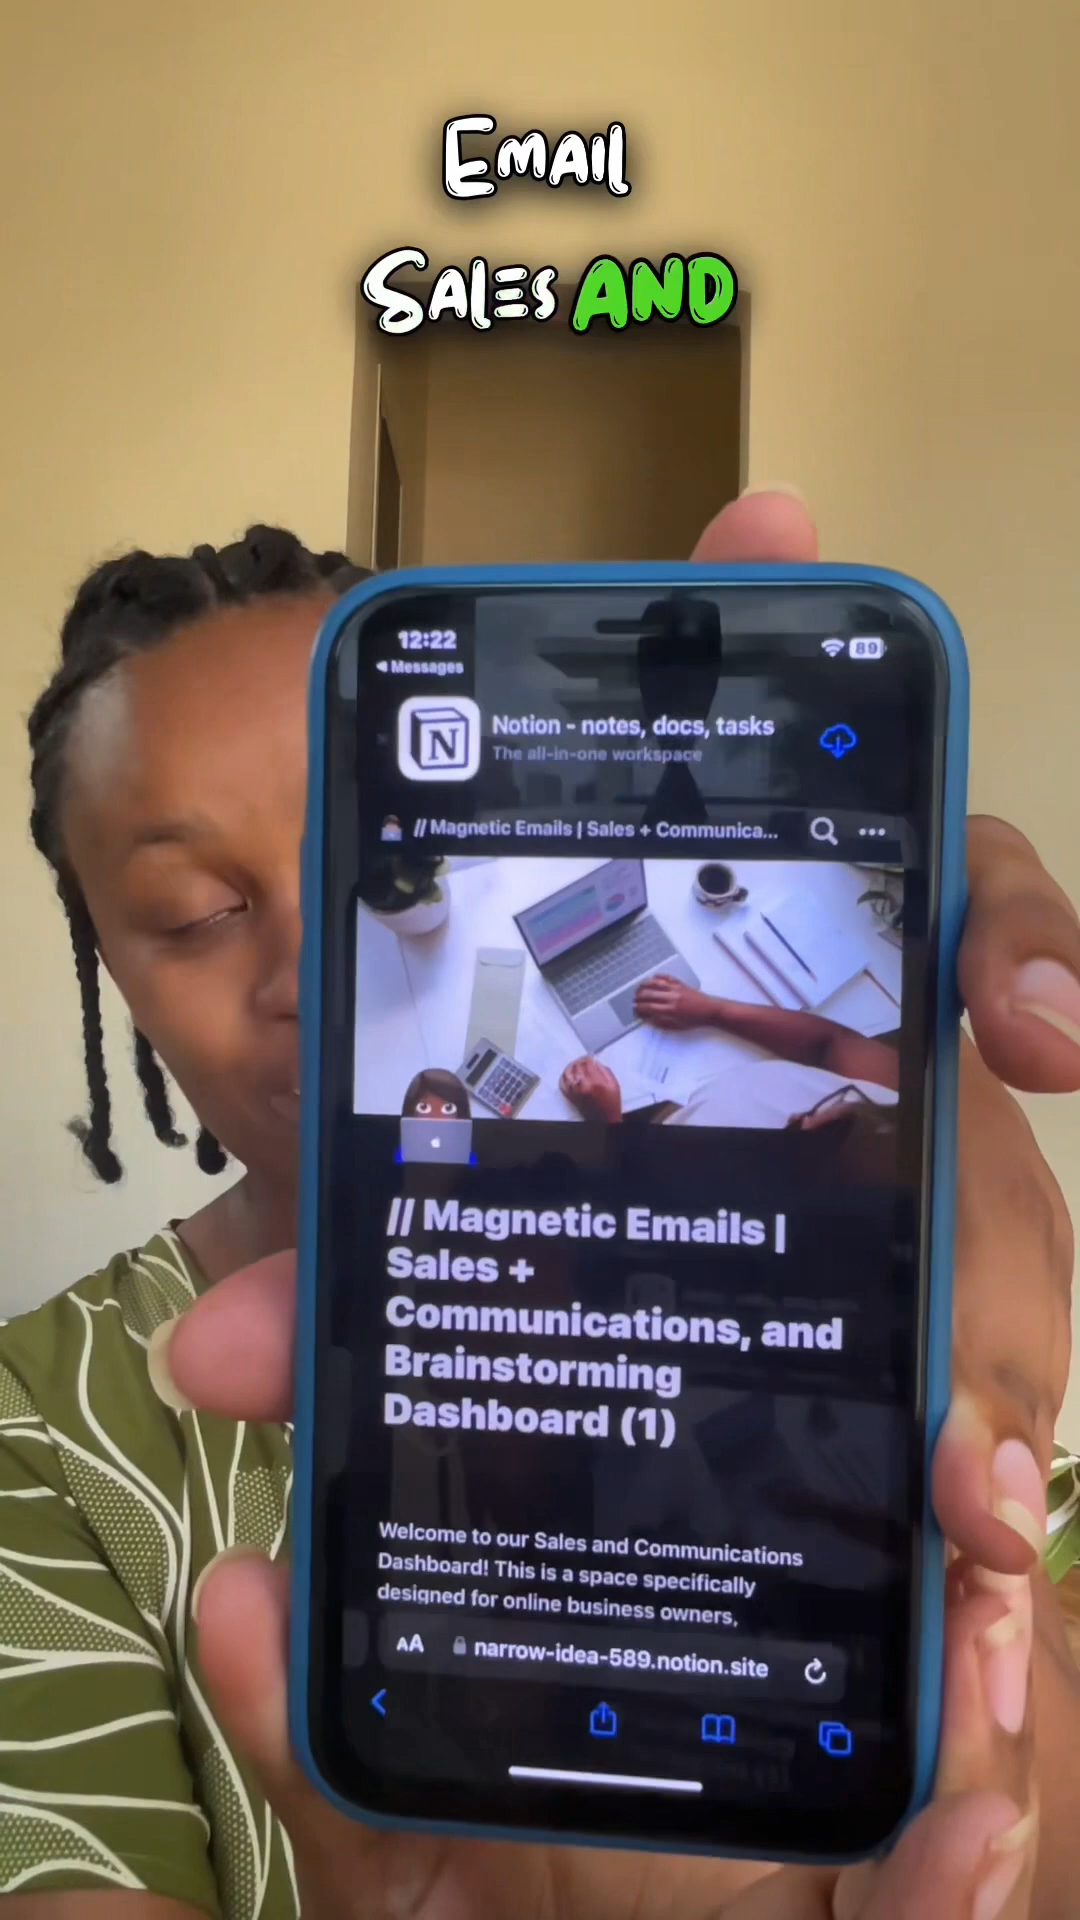 Email
Sales AND
12:22
89
Messages
N
Notion - notes, docs, tasks
The all-in-one workspace
// Magnetic Emails | Sales + Communica...
// Magnetic Emails |
Sales +
Communications, and
Brainstorming
Dashboard (1)
Welcome to our Sales and Communications
Dashboard! This is a space specifically
designed for online business owners,
AA narrow-idea-589.notion.site